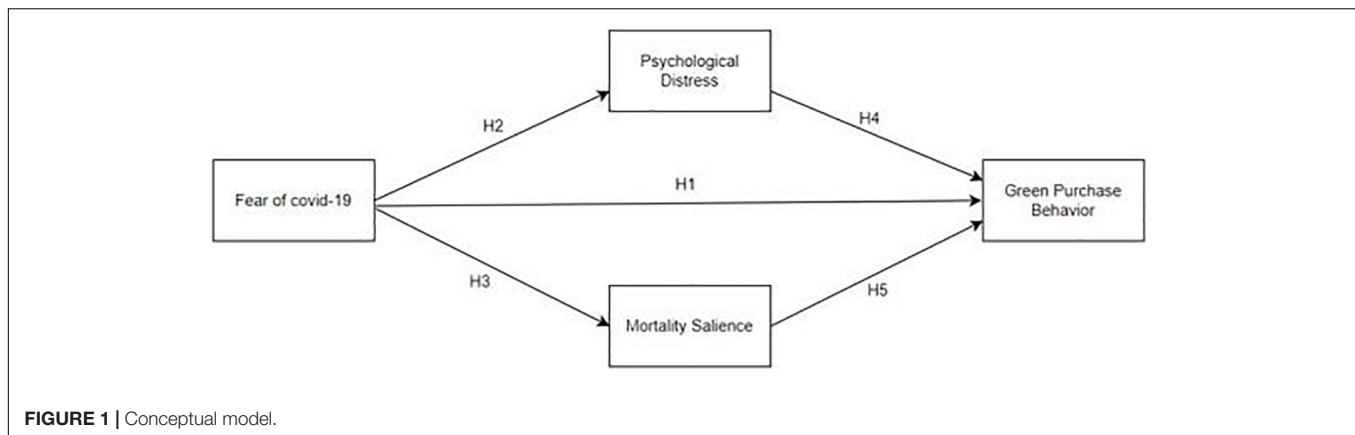 Psychological
Distress
H2
H4
Fear of covid-19
H1
Green Purchase
Behavior
H3
H5
Mortality Salience
FIGURE 1 | Conceptual model.